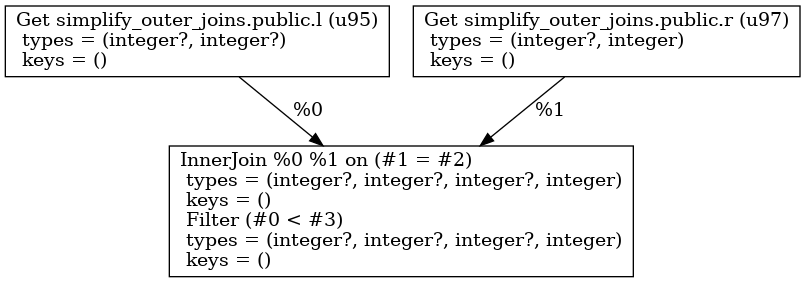 Get simplify_outer_joins.public.l (u95)
types = (integer?, integer?)
keys = ()
Get simplify_outer_joins.public.r (u97)
types = (integer?, integer)
keys = ()
%0
%1
InnerJoin %0 %1 on (#1 = #2)
types = (integer?, integer?, integer?, integer)
keys = ()
Filter (#0 < #3)
types = (integer?, integer?, integer?, integer)
keys = ()